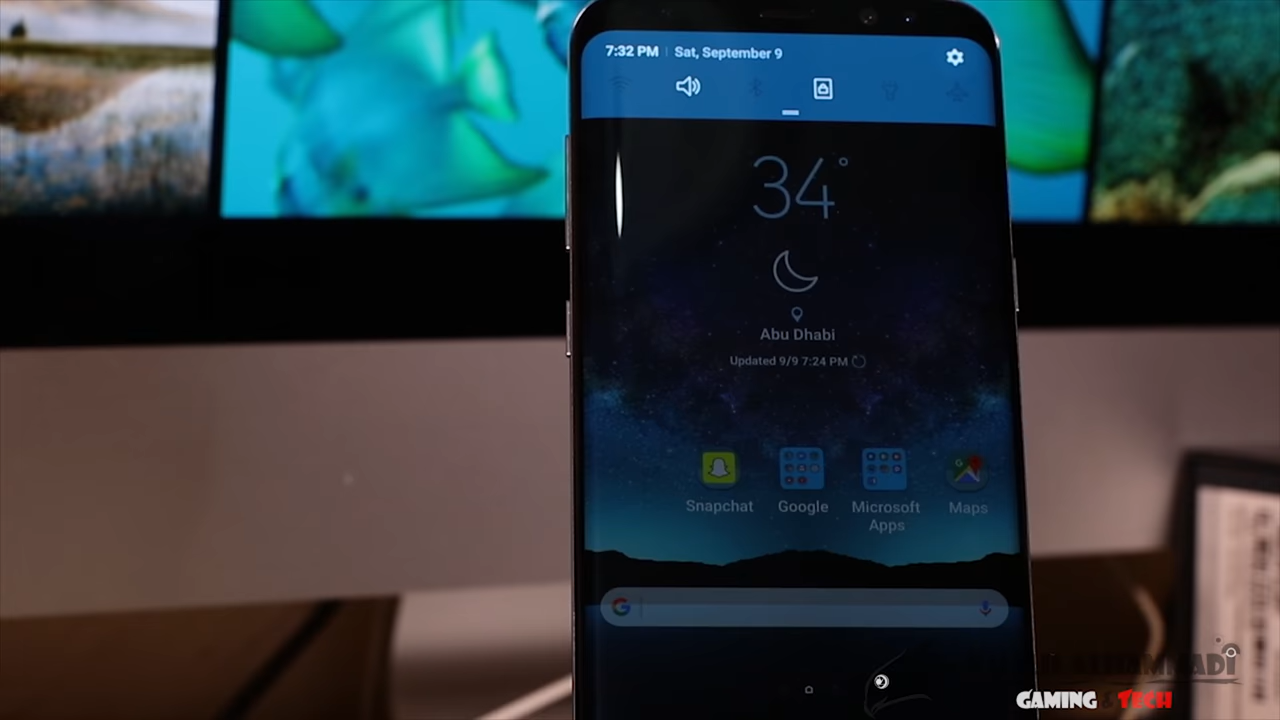 7:32 PM | Sat, September 9
34°
Abu Dhabi
Updated 9/9 7:24 PM
Snapchat
Google
Microsoft
Apps
Maps
G
GAMING & TECH